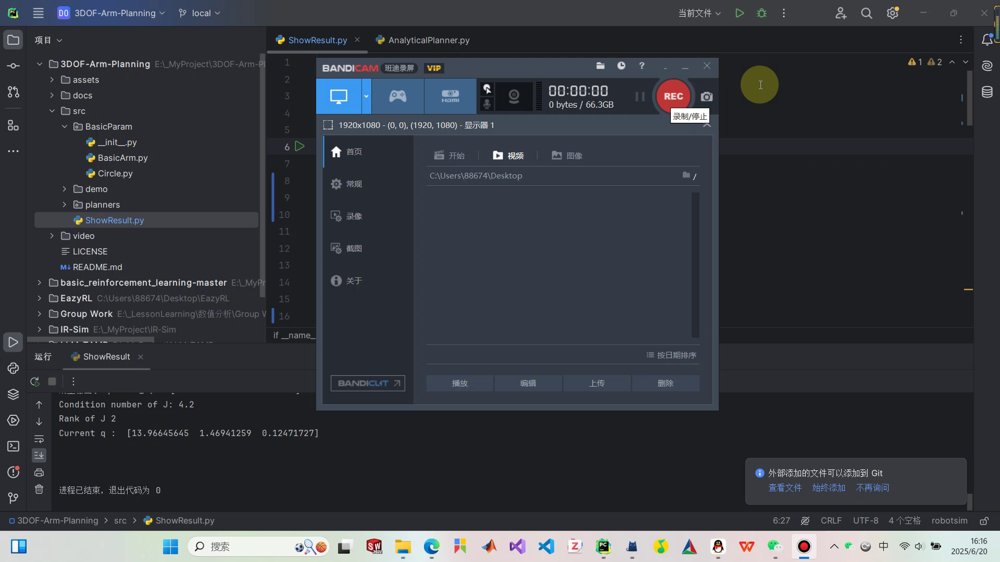 DO 3DOF-Arm-Planning local 当前文件
项目
ShowResult.py AnalyticalPlanner.py
3DOF-Arm-Planning E:\_MyProject\3DOF-Arm-Pl
assets
docs
src
BasicParam
__init__.py
BasicArm.py
Circle.py
demo
planners
ShowResult.py
video
LICENSE
M↓ README.md
basic_reinforcement_learning-master E:\_MyPr
EazyRL C:\Users\88674\Desktop\EazyRL
Group Work E:\_LessonLearning\数值分析\Group W
IR-Sim E:\_MyProject\IR-Sim
1
2
3
4
5
6
7
8
9
10
11
12
13
14
15
16
if __name_
1 2
BANDICAM 班迪录屏 VIP
HDMI
00:00:00
0 bytes / 66.3GB
REC
录制/停止
1920x1080 - (0, 0), (1920, 1080) - 显示器 1
首页
常规
录像
截图
关于
BANDICUT
开始 视频 图像
C:\Users\88674\Desktop /
按日期排序
播放 编辑 上传 删除
运行 ShowResult
Condition number of J: 4.2
Rank of J 2
Current q : [13.96645645 1.46941259 0.12471727]
进程已结束，退出代码为 0
外部添加的文件可以添加到 Git
查看文件 始终添加 不再询问
3DOF-Arm-Planning > src > ShowResult.py
6:27 CRLF UTF-8 4 个空格 robotsim
搜索
中
16:16
2025/6/20